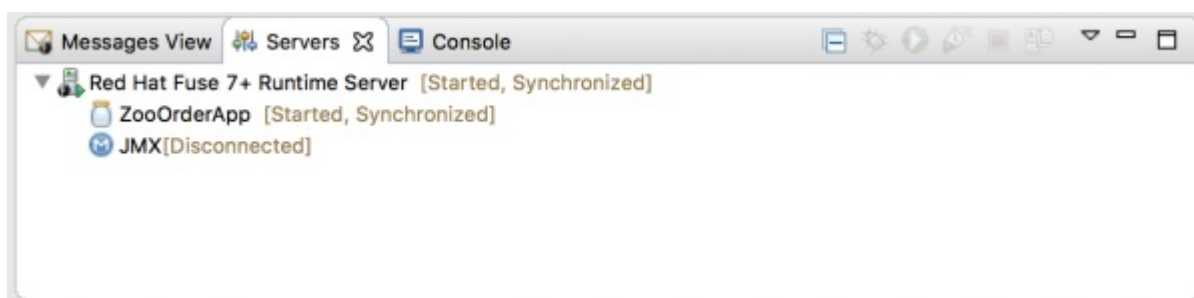 Messages View Servers Console
Red Hat Fuse 7+ Runtime Server [Started, Synchronized]
ZooOrderApp [Started, Synchronized]
JMX[Disconnected]